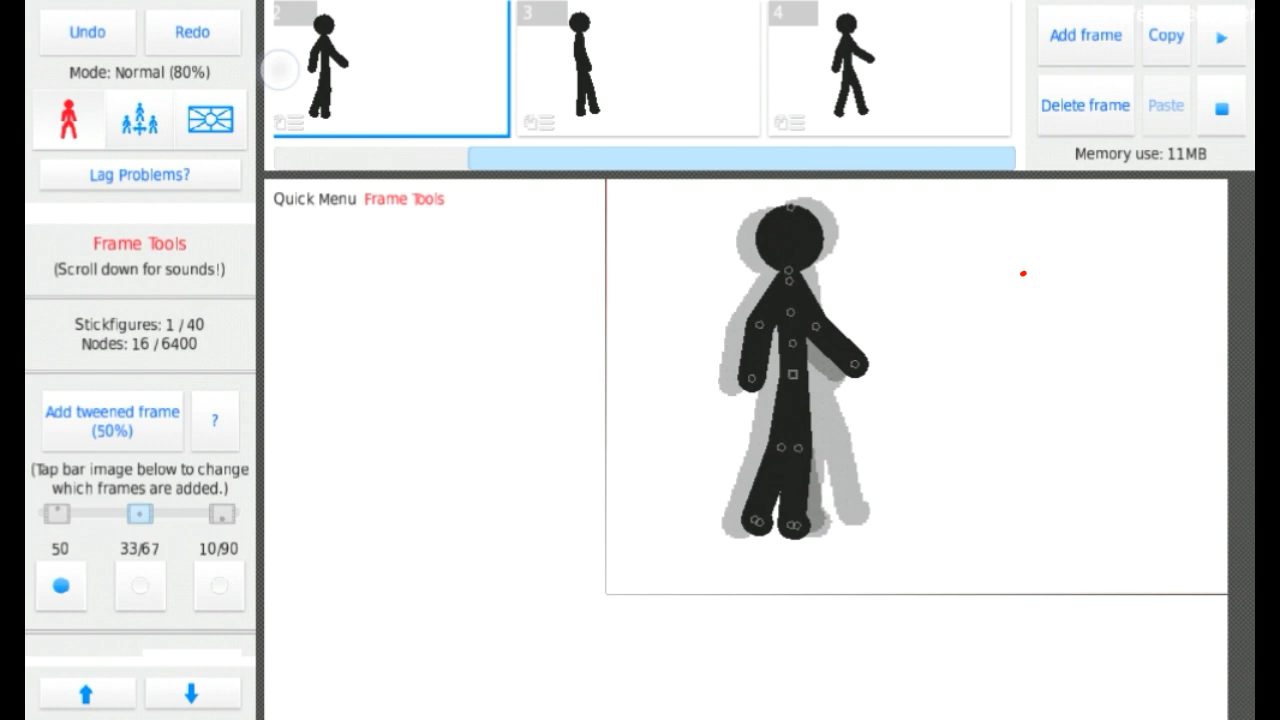 Undo
Redo
Mode: Normal (80%)
Lag Problems?
Frame Tools
(Scroll down for sounds!)
Stickfigures: 1 / 40
Nodes: 16 / 6400
Add tweened frame
(50%)
?
(Tap bar image below to change
which frames are added.)
50
33/67
10/90
2
3
4
Add frame
Copy
Delete frame
Paste
Memory use: 11MB
Quick Menu Frame Tools